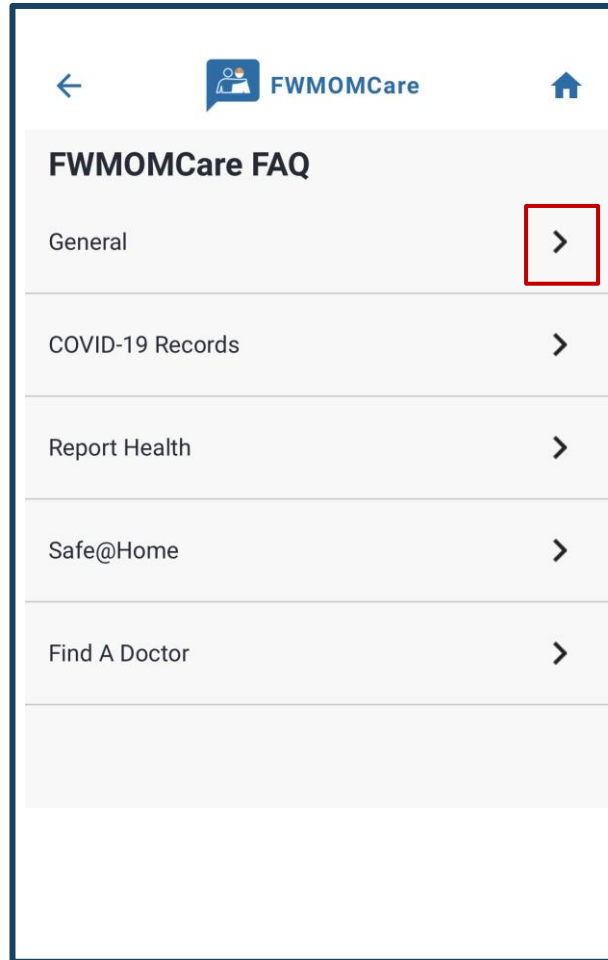 FWMOMCare
FWMOMCare FAQ
General
COVID-19 Records
Report Health
Safe@Home
Find A Doctor